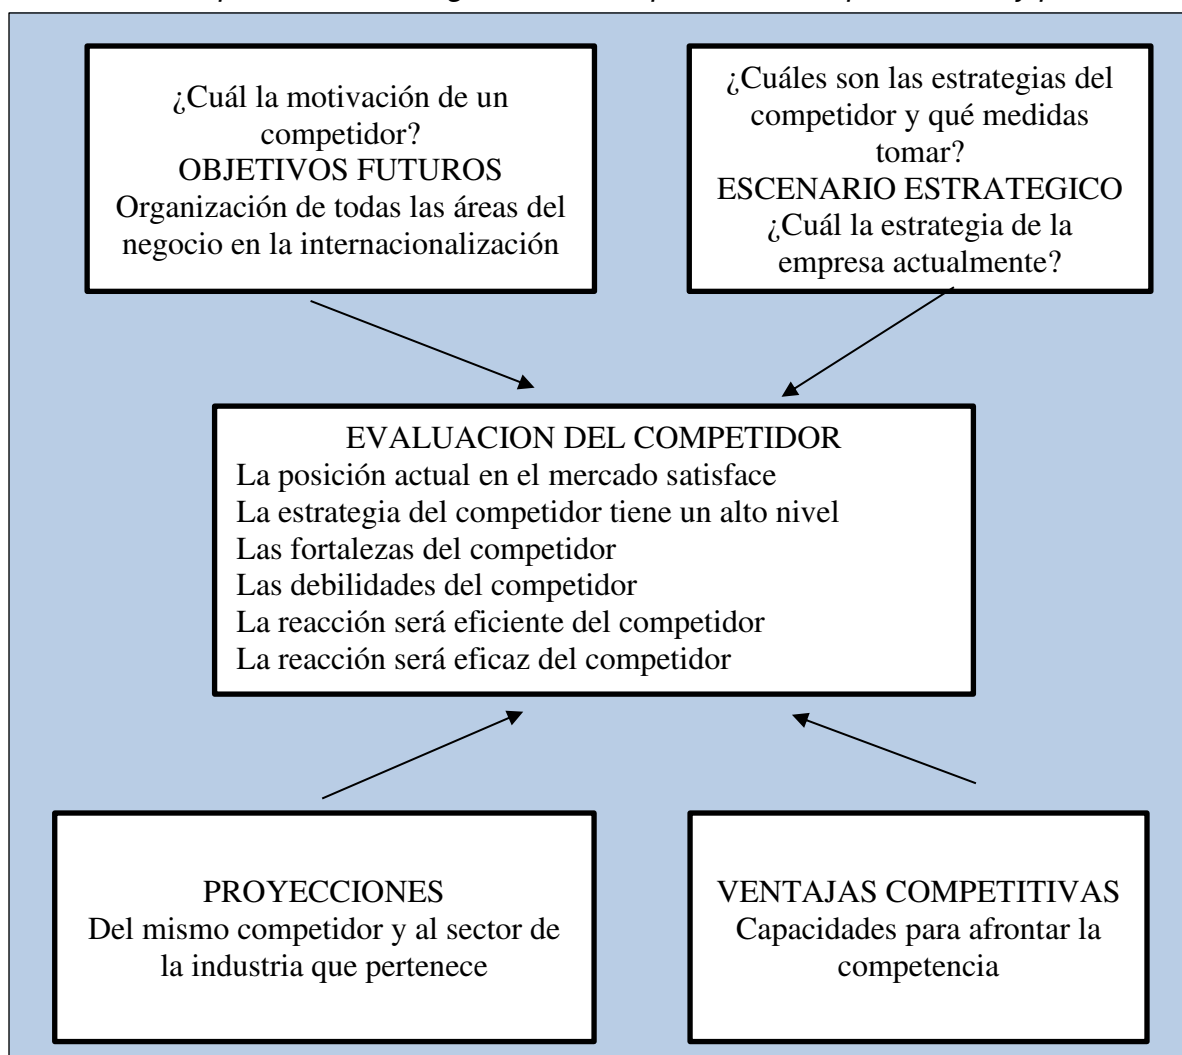 ¿Cuál la motivación de un
competidor?
OBJETIVOS FUTUROS
Organización de todas las áreas del
negocio en la internacionalización
¿Cuáles son las estrategias del
competidor y qué medidas
tomar?
ESCENARIO ESTRATEGICO
¿Cuál la estrategia de la
empresa actualmente?
EVALUACION DEL COMPETIDOR
La posición actual en el mercado satisface
La estrategia del competidor tiene un alto nivel
Las fortalezas del competidor
Las debilidades del competidor
La reacción será eficiente del competidor
La reacción será eficaz del competidor
PROYECCIONES
Del mismo competidor y al sector de
la industria que pertenece
VENTAJAS COMPETITIVAS
Capacidades para afrontar la
competencia